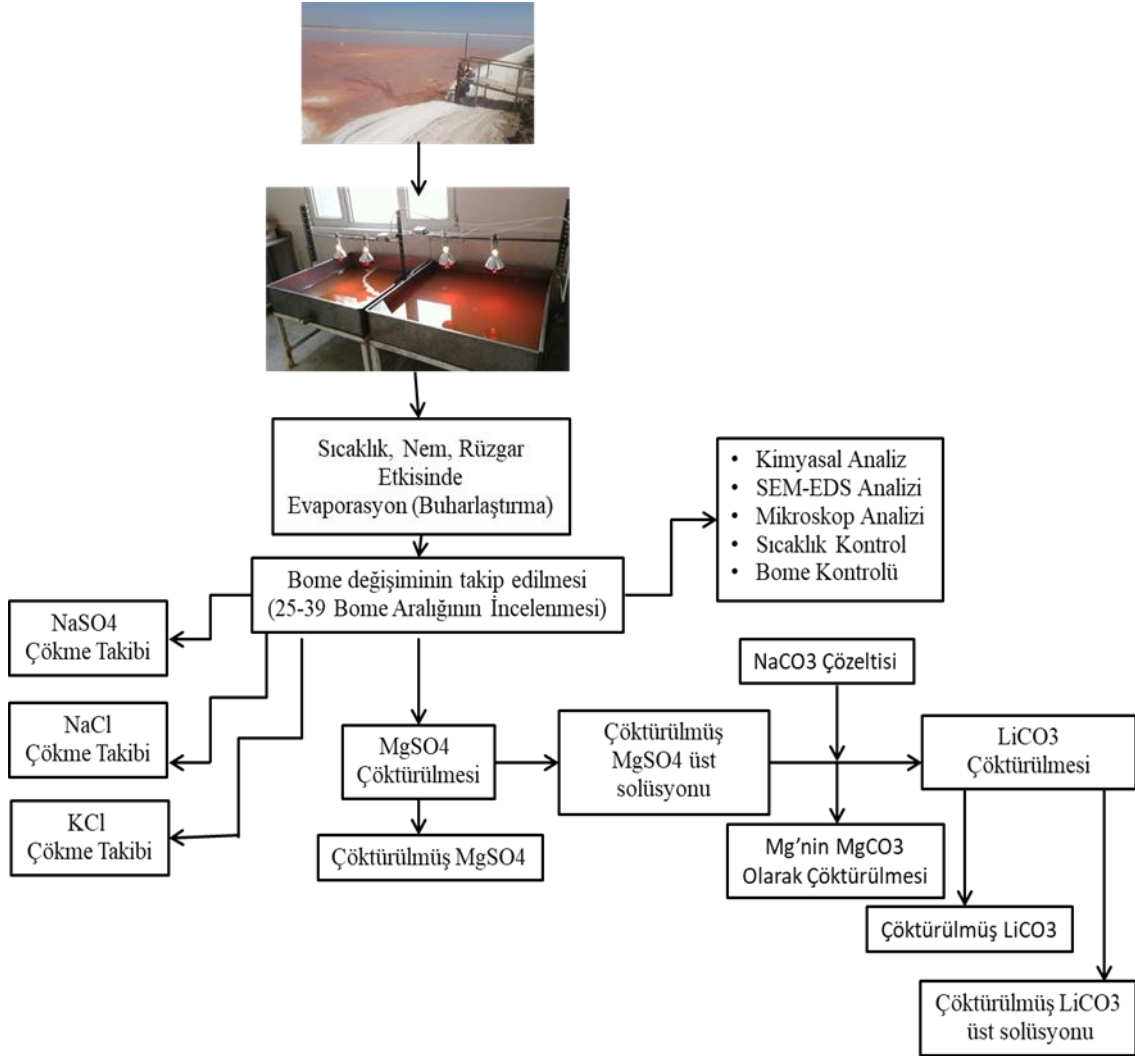 Sıcaklık, Nem, Rüzgar
Etkisinde
Evaporasyon (Buharlaştırma)
• Kimyasal Analiz
• SEM-EDS Analizi
• Mikroskop Analizi
• Sıcaklık Kontrol
• Bome Kontrolü
Bome değişiminin takip edilmesi
(25-39 Bome Aralığının İncelenmesi)
NaSO4
Çökme Takibi
NaCl
Çökme Takibi
KCl
Çökme Takibi
MgSO4
Çöktürülmesi
Çöktürülmüş MgSO4
Çöktürülmüş
MgSO4 üst
solüsyonu
NaCO3 Çözeltisi
Mg’nin MgCO3
Olarak Çöktürülmesi
LiCO3
Çöktürülmesi
Çöktürülmüş LiCO3
Çöktürülmüş LiCO3
üst solüsyonu